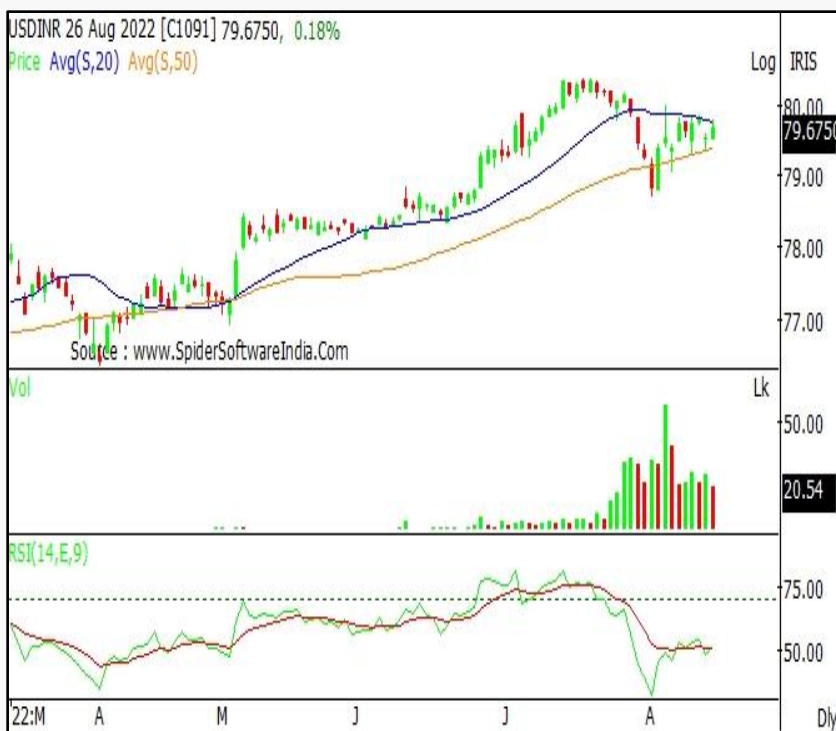 USDINR 26 Aug 2022 [C1091] 79.6750, 0.18%
Price Avg(S,20) Avg(S,50)
Log
IRIS
80.00
79.6750
79.00
78.00
77.00
Source : www.SpiderSoftwareIndia.Com
Vol
Lk
50.00
20.54
RSI(14,E,9)
75.00
50.00
22:M A M J J A Dly